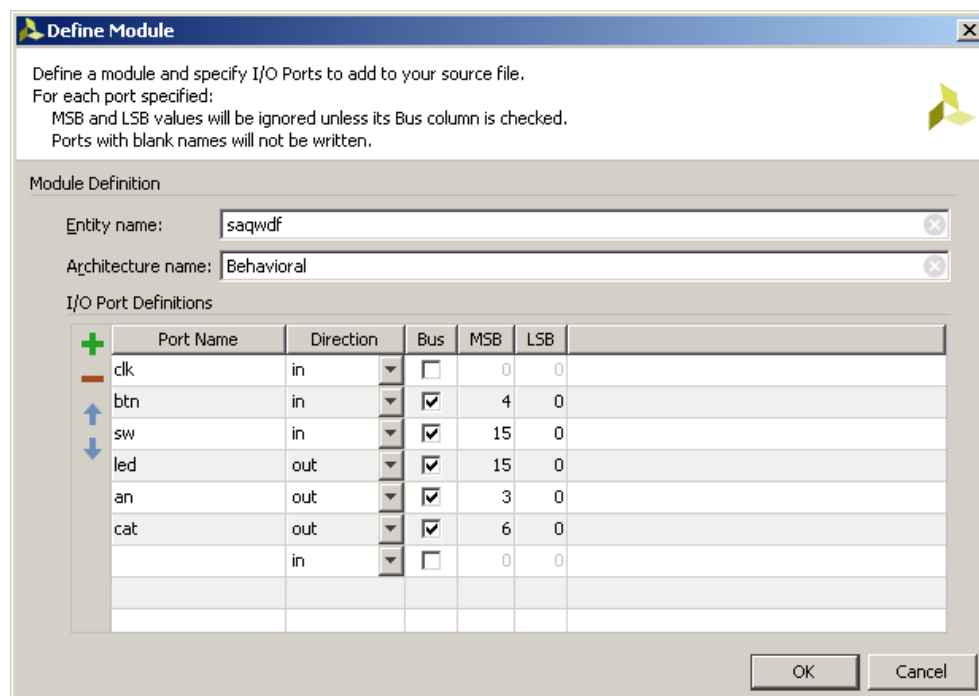 Define Module
Define a module and specify I/O Ports to add to your source file.
For each port specified:
MSB and LSB values will be ignored unless its Bus column is checked.
Ports with blank names will not be written.
Module Definition
Entity name: saqwdf
Architecture name: Behavioral
I/O Port Definitions
Port Name Direction Bus MSB LSB
clk in 0 0
btn in 4 0
sw in 15 0
led out 15 0
an out 3 0
cat out 6 0
in 0 0
OK Cancel